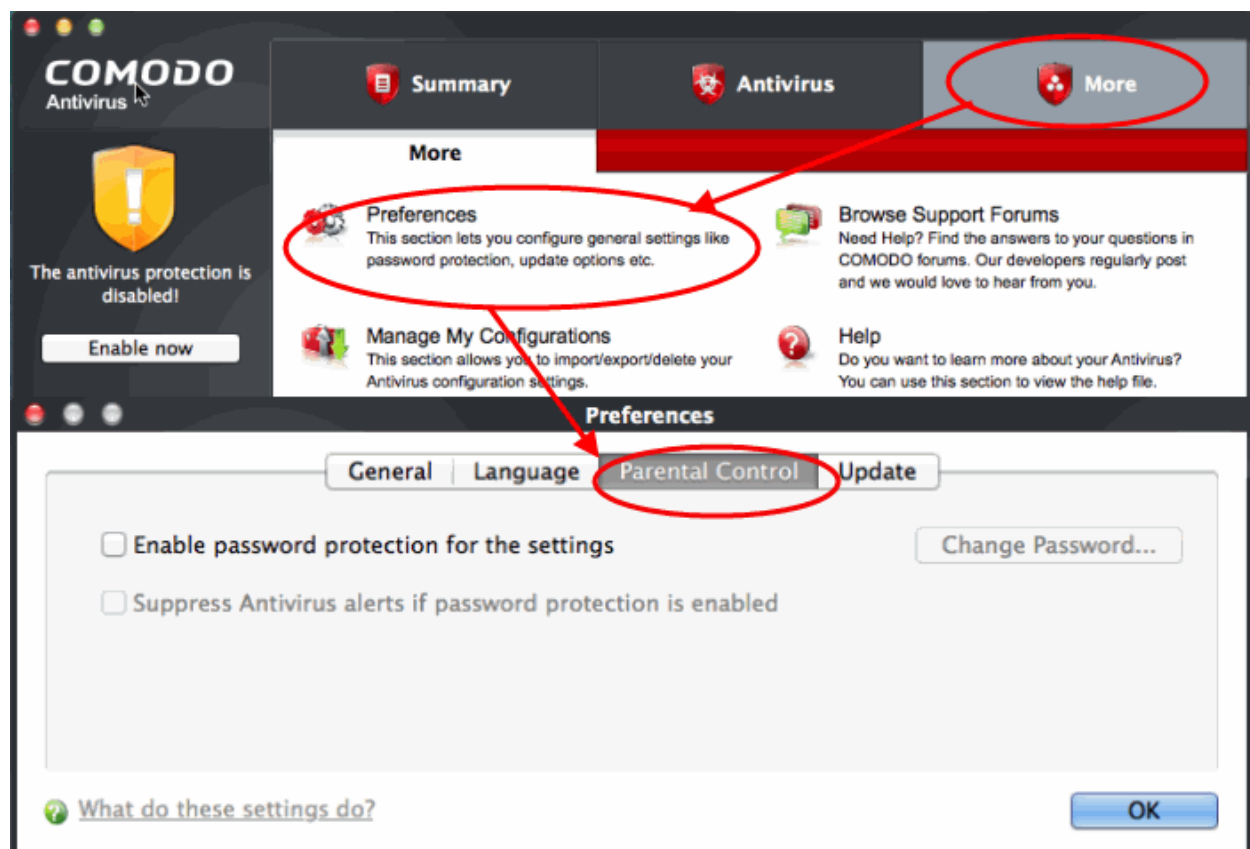 COMODO
Antivirus
Summary
Antivirus
More
The antivirus protection is
disabled!
Enable now
More
Preferences
This section lets you configure general settings like
password protection, update options etc.
Browse Support Forums
Need Help? Find the answers to your questions in
COMODO forums. Our developers regularly post
and we would love to hear from you.
Manage My Configurations
This section allows you to import/export/delete your
Antivirus configuration settings.
Help
Do you want to learn more about your Antivirus?
You can use this section to view the help file.
Preferences
General
Language
Parental Control
Update
Enable password protection for the settings
Change Password...
Suppress Antivirus alerts if password protection is enabled
What do these settings do?
OK